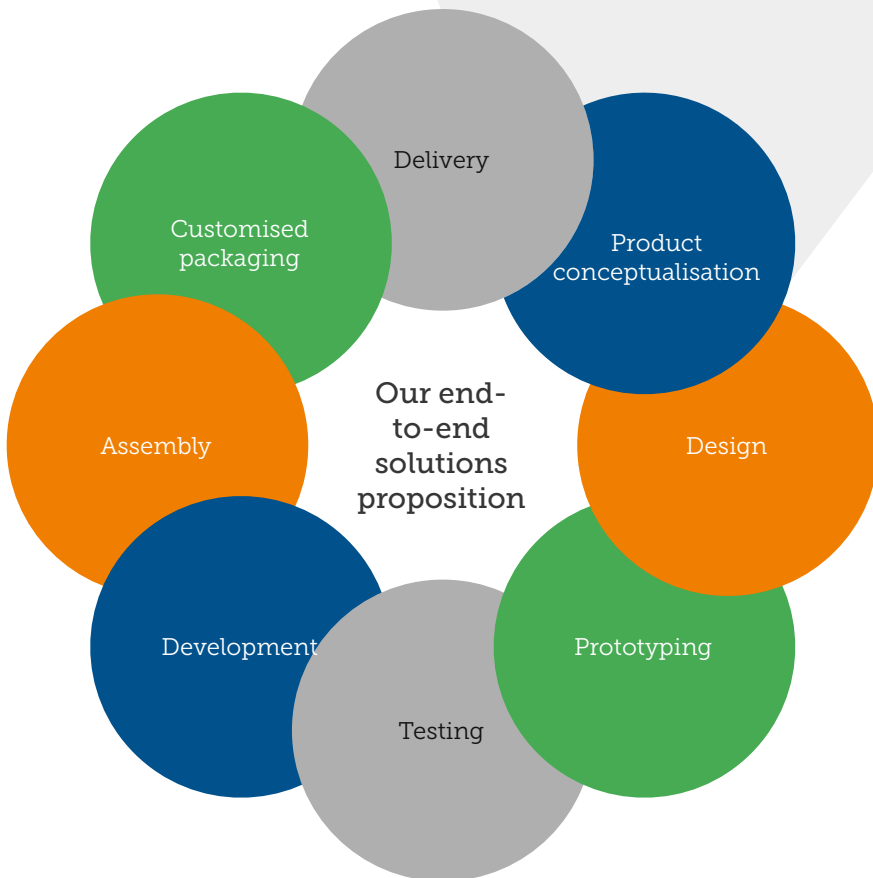 Delivery
Product
conceptualisation
Design
Prototyping
Testing
Development
Assembly
Customised
packaging
Our end-
to-end
solutions
proposition